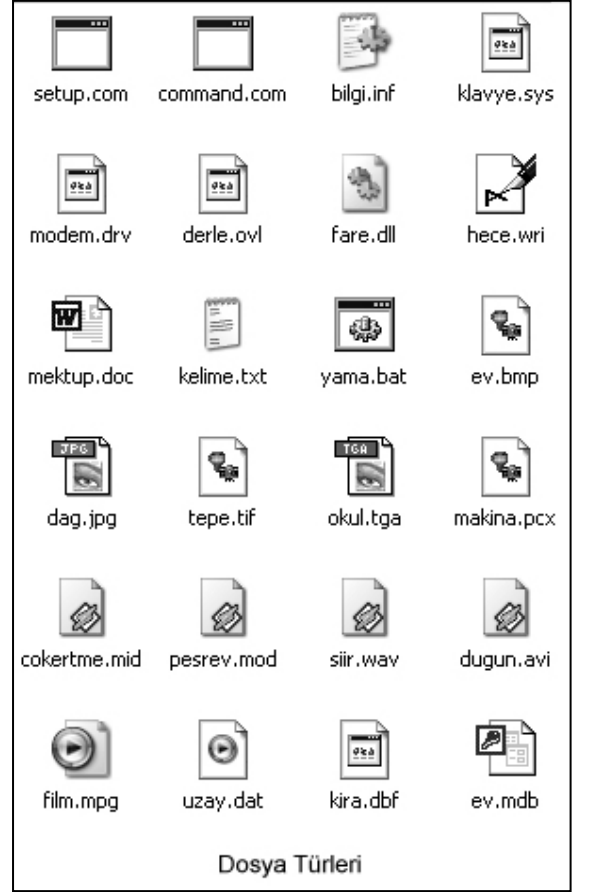 setup.com command.com bilgi.inf klavye.sys
modem.drv derle.ovl fare.dll hece.wri
W
mektup.doc kelime.txt yama.bat ev.bmp
JPG TGA
dag.jpg tepe.tif okul.tga makina.pcx
cokertme.mid pesrev.mod siir.wav dugun.avi
film.mpg uzay.dat kira.dbf ev.mdb
Dosya Türleri